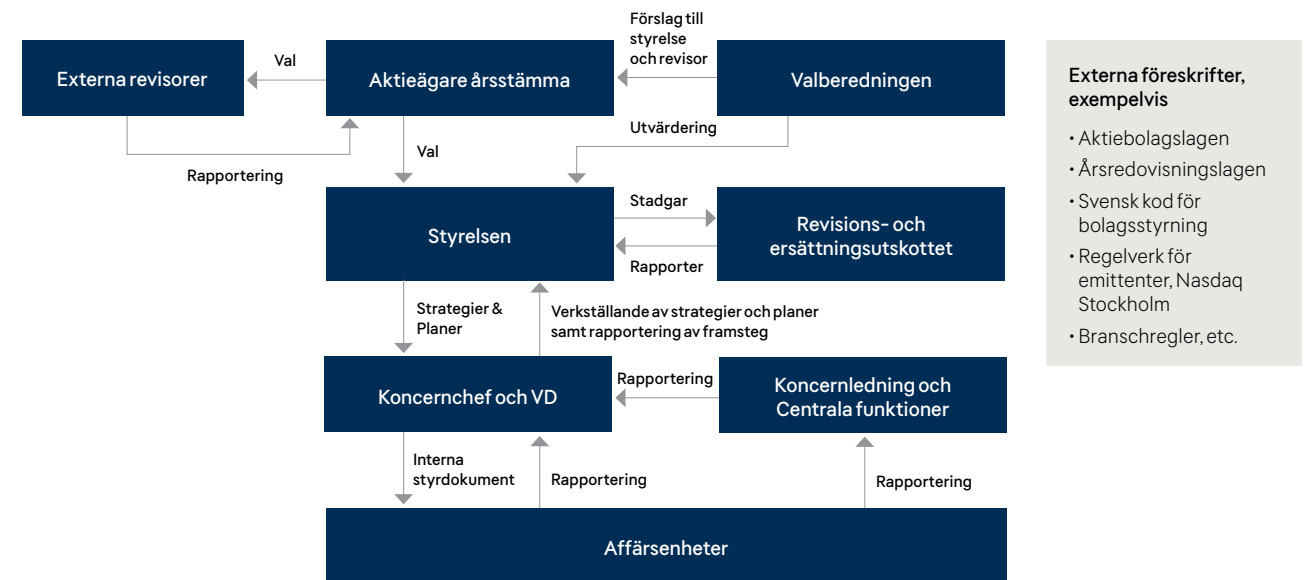 Externa revisorer
Val
Aktieägare årsstämma
Förslag till
styrelse
och revisor
Valberedningen
Rapportering
Val
Utvärdering
Styrelsen
Stadgar
Rapporter
Revisions- och
ersättningsutskottet
Strategier &
Planer
Verkställande av strategier och planer
samt rapportering av framsteg
Koncernchef och VD
Rapportering
Koncernledning och
Centrala funktioner
Interna
styrdokument
Rapportering
Rapportering
Affärsenheter
Externa föreskrifter,
exempelvis
• Aktiebolagslagen
• Årsredovisningslagen
• Svensk kod för
bolagsstyrning
• Regelverk för
emittenter, Nasdaq
Stockholm
• Branschregler, etc.